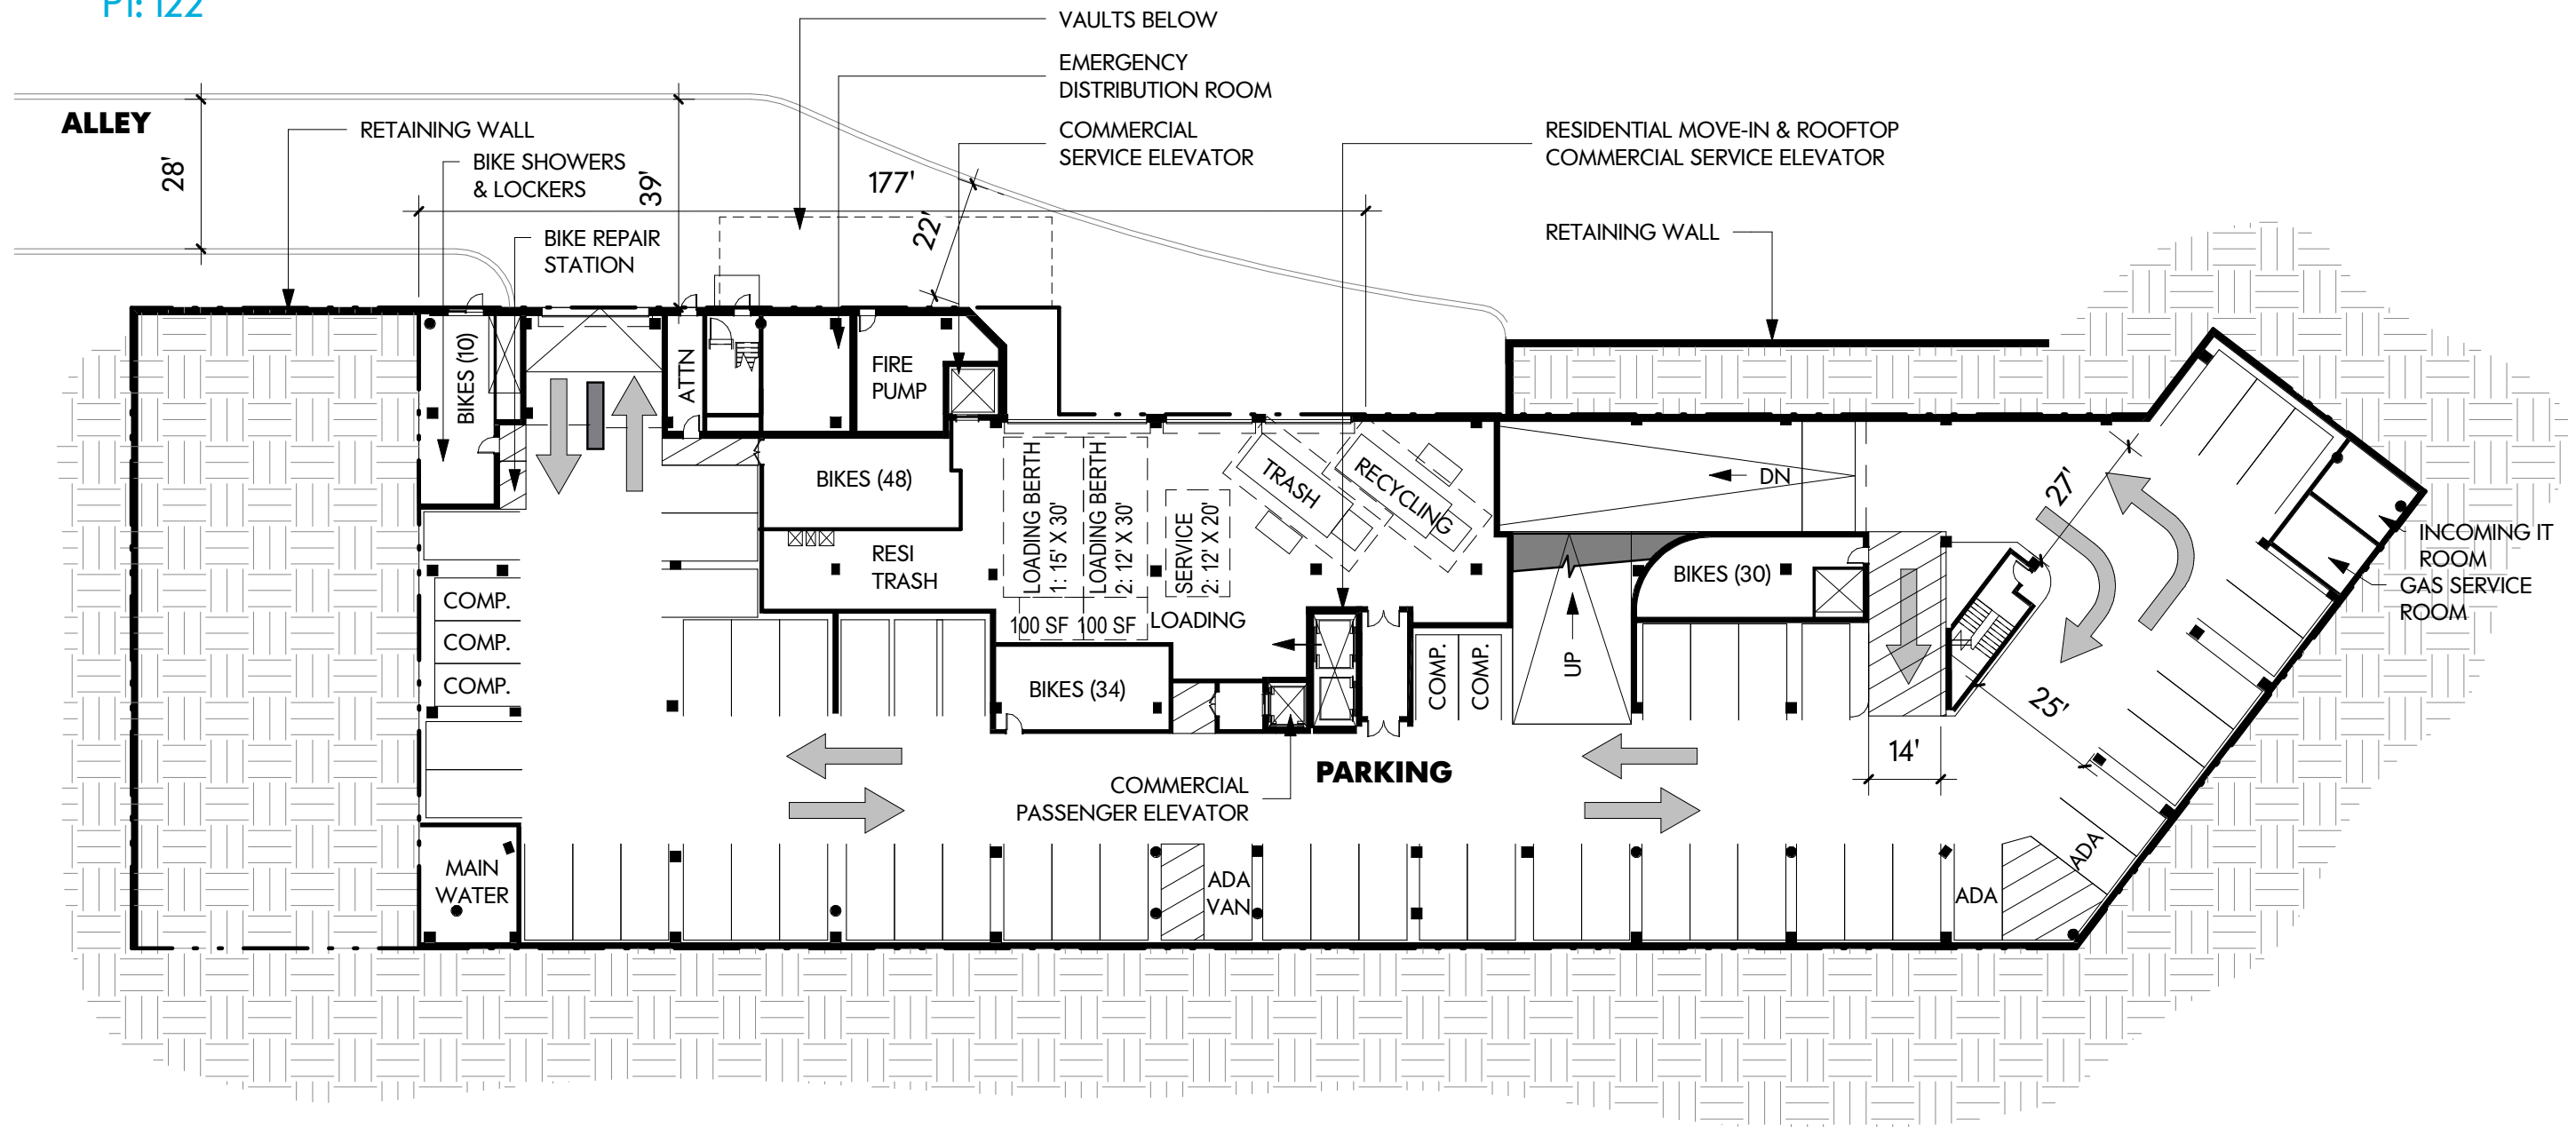 P1: 122
VAULTS BELOW
EMERGENCY
DISTRIBUTION ROOM
COMMERCIAL
SERVICE ELEVATOR
RESIDENTIAL MOVE-IN & ROOFTOP
COMMERCIAL SERVICE ELEVATOR
ALLEY
RETAINING WALL
BIKE SHOWERS
& LOCKERS
28'
39'
177'
22'
BIKE REPAIR
STATION
RETAINING WALL
BIKES (10)
ATTN
FIRE
PUMP
BIKES (48)
RESI
TRASH
LOADING BERTH
1: 15' X 30'
LOADING BERTH
2: 12' X 30'
SERVICE
2: 12' X 20'
TRASH
RECYCLING
DN
27'
INCOMING IT
ROOM
GAS SERVICE
ROOM
COMP.
COMP.
COMP.
100 SF
100 SF
LOADING
BIKES (34)
COMP.
COMP.
UP
BIKES (30)
25'
14'
PARKING
COMMERCIAL
PASSENGER ELEVATOR
MAIN
WATER
ADA
VAN
ADA
ADA